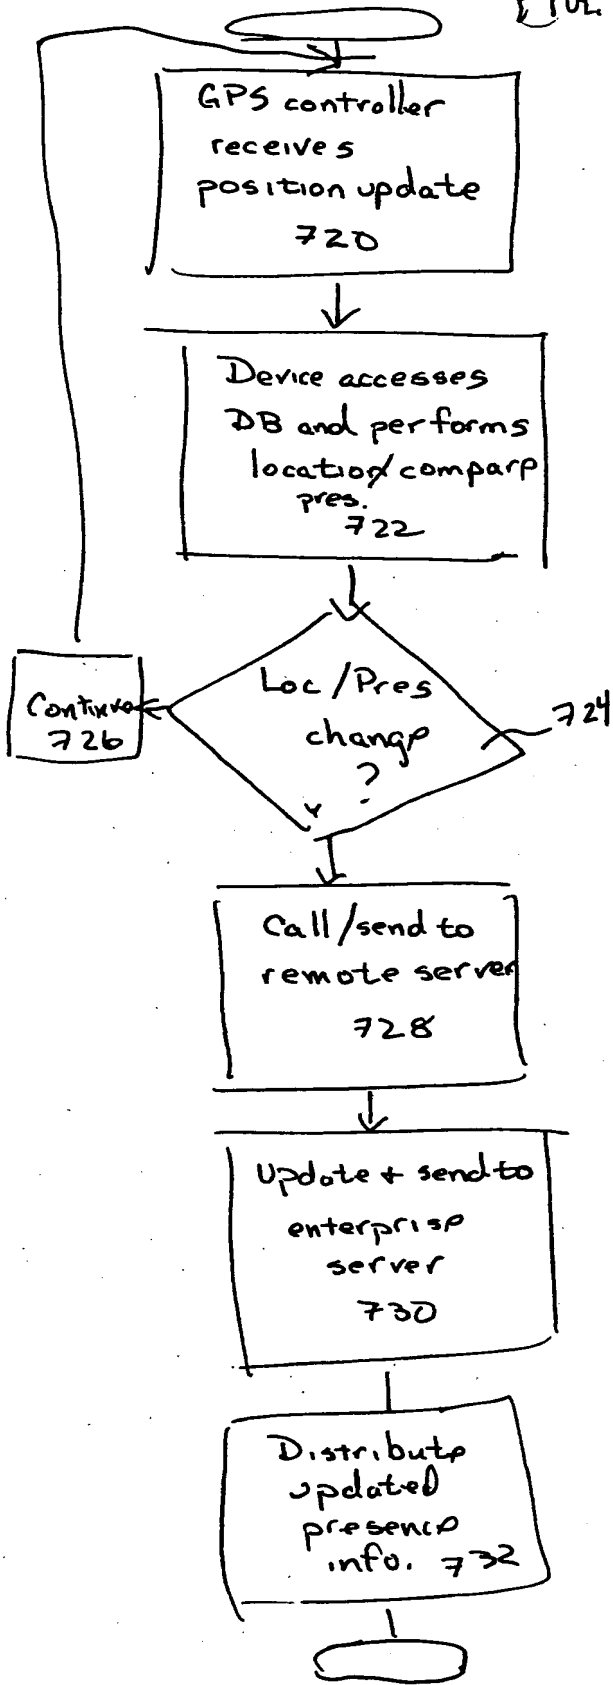 GPS controller
receives
position update
720
Device accesses
DB and performs
location/compare
pres.
722
Loc/Pres
change
?
724
Continue
726
Y
Call/send to
remote server
728
Update + send to
enterprise
server
730
Distribute
updated
presence
info. 732